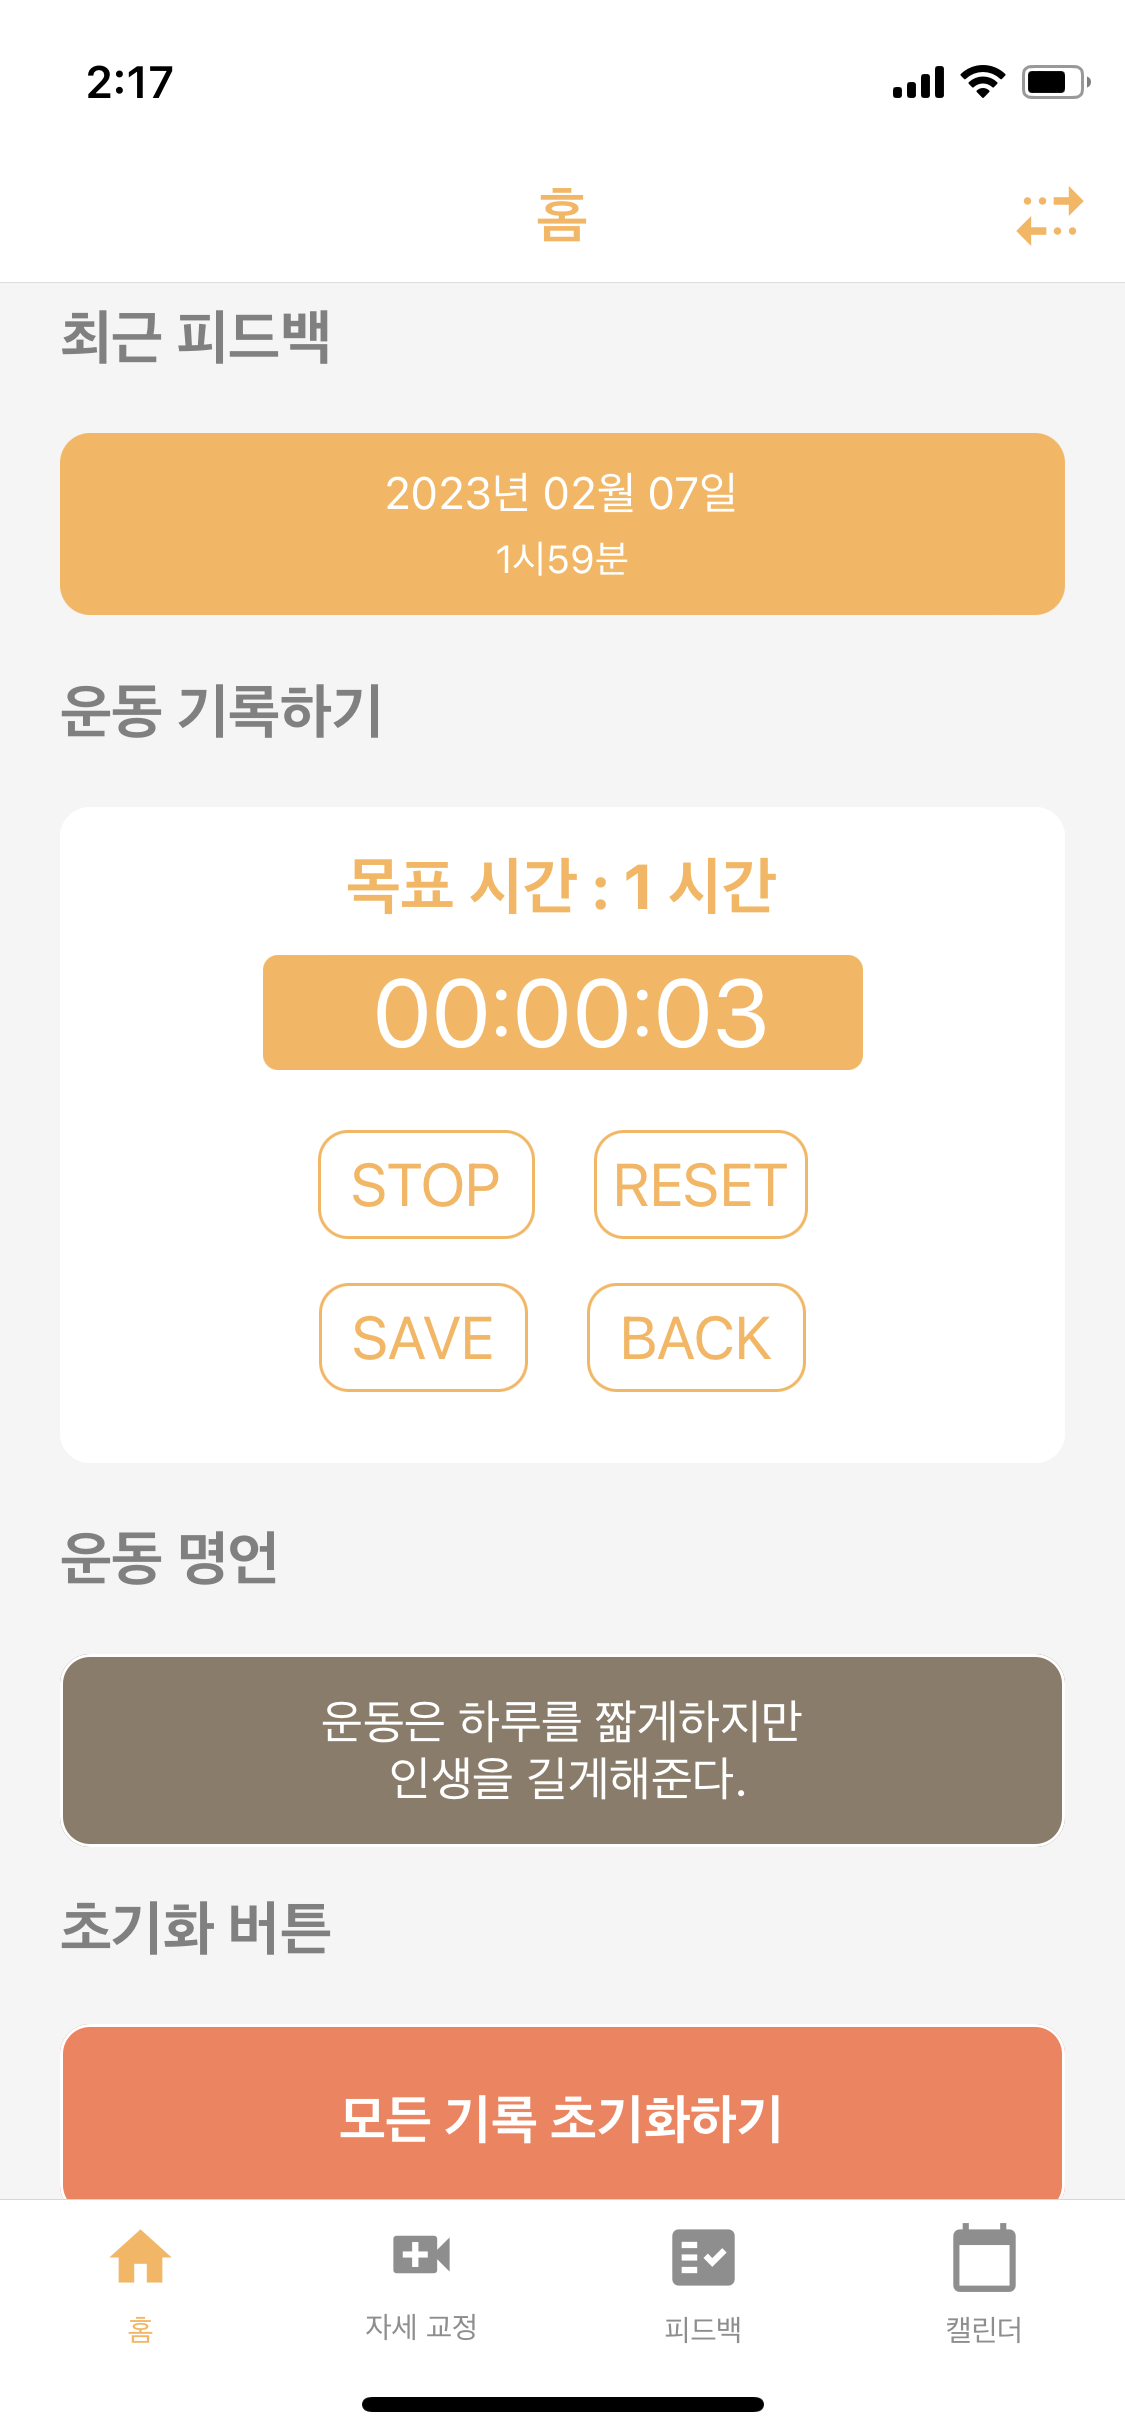 2:17
홈
최근 피드백
2023년 02월 07일
1시59분
운동 기록하기
목표 시간 : 1 시간
00:00:03
STOP RESET
SAVE BACK
운동 명언
운동은 하루를 짧게하지만
인생을 길게해준다.
초기화 버튼
모든 기록 초기화하기
홈 자세 교정 피드백 캘린더